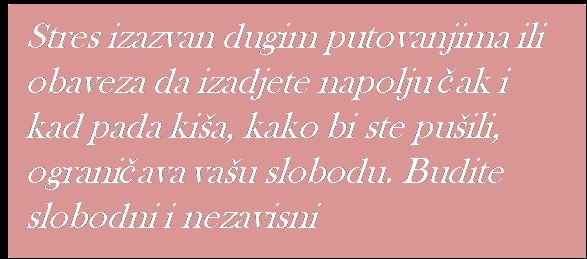 Stres izazvan dugim putovanjima ili
obaveza da izadjete napolju čak i
kad pada kiša, kako bi ste pušili,
ograničava vašu slobodu. Budite
slobodni i nezavisni